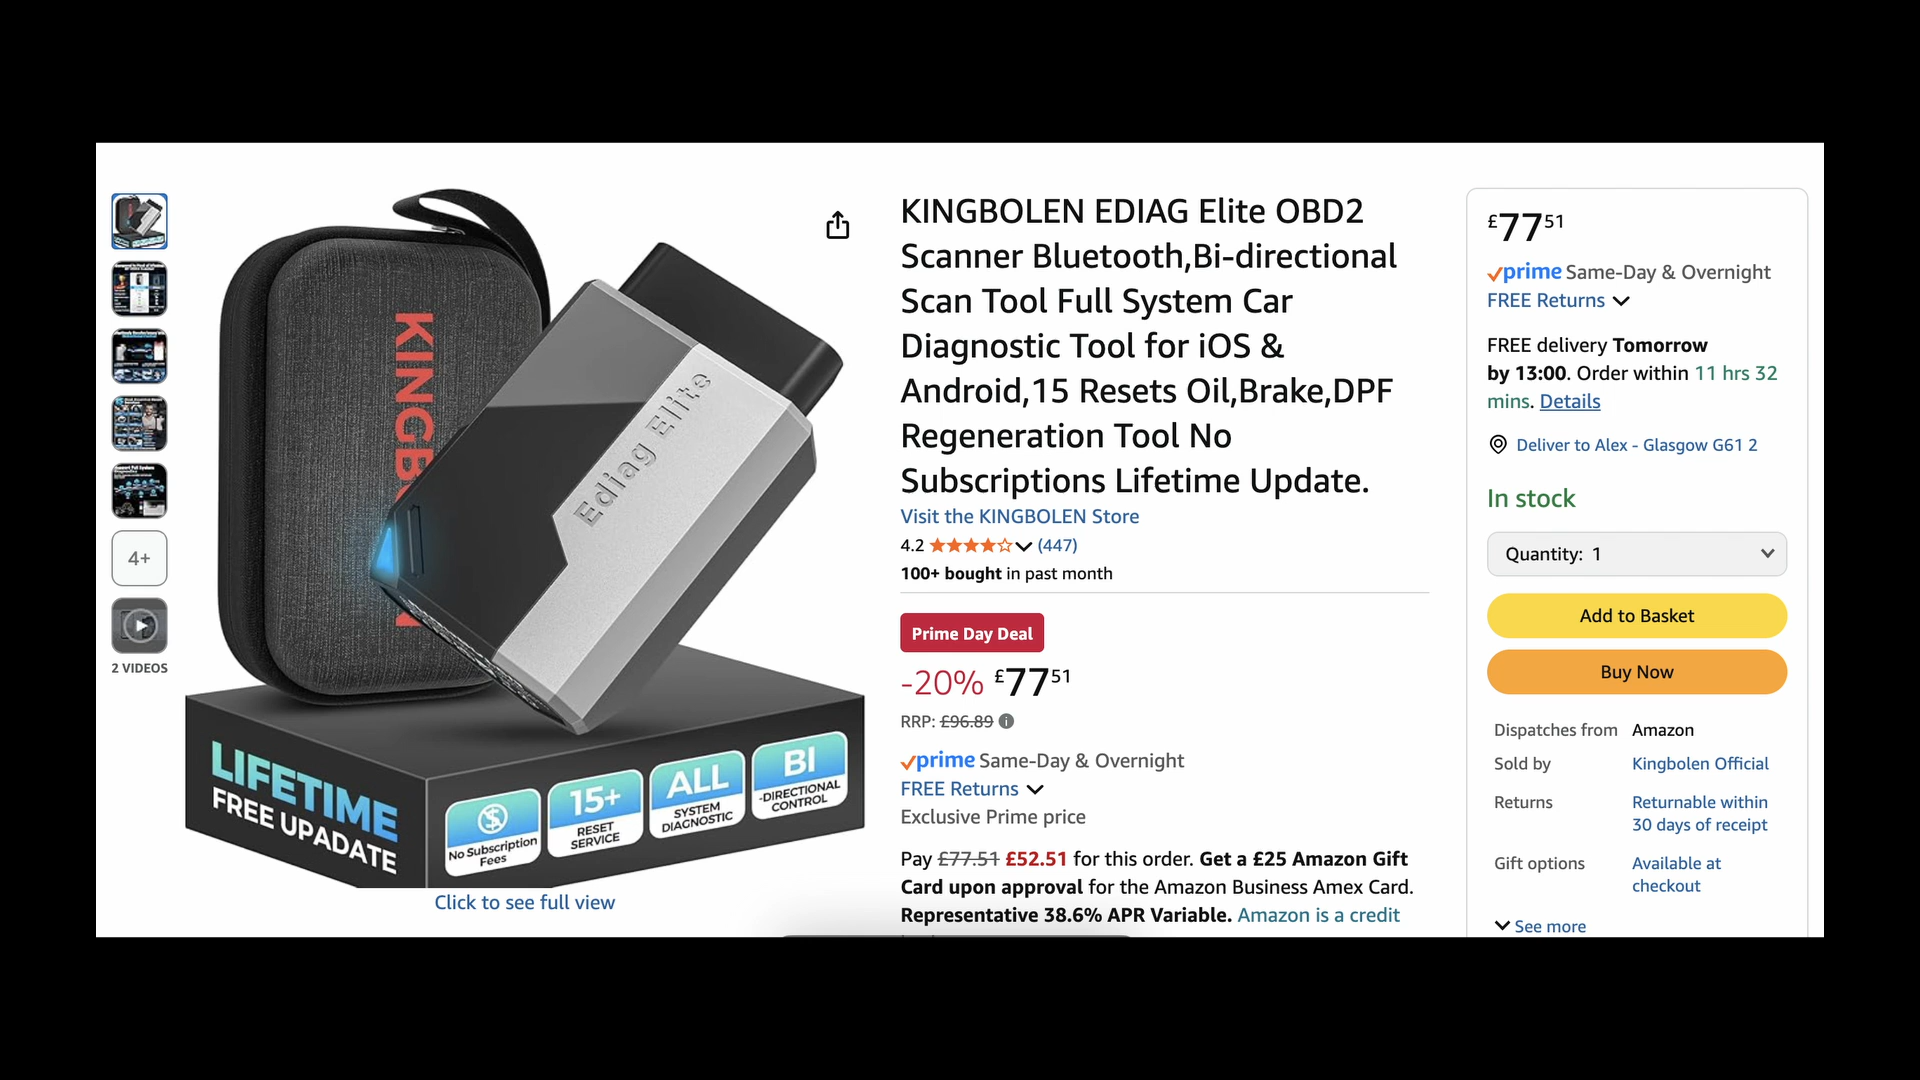 4+
2 VIDEOS
KINGB
Ediag Elite
LIFETIME
FREE UPADATE
No Subscription
Fees
15+
RESET
SERVICE
ALL
SYSTEM
DIAGNOSTIC
BI
-DIRECTIONAL
CONTROL
Click to see full view
KINGBOLEN EDIAG Elite OBD2
Scanner Bluetooth,Bi-directional
Scan Tool Full System Car
Diagnostic Tool for iOS &
Android,15 Resets Oil,Brake,DPF
Regeneration Tool No
Subscriptions Lifetime Update.
Visit the KINGBOLEN Store
4.2 (447)
100+ bought in past month
Prime Day Deal
-20% £7751
RRP: £96.89
prime Same-Day & Overnight
FREE Returns
Exclusive Prime price
Pay £77.51 £52.51 for this order. Get a £25 Amazon Gift
Card upon approval for the Amazon Business Amex Card.
Representative 38.6% APR Variable. Amazon is a credit
£7751
prime Same-Day & Overnight
FREE Returns
FREE delivery Tomorrow
by 13:00. Order within 11 hrs 32
mins. Details
Deliver to Alex - Glasgow G61 2
In stock
Quantity: 1
Add to Basket
Buy Now
Dispatches from Amazon
Sold by Kingbolen Official
Returns Returnable within
30 days of receipt
Gift options Available at
checkout
See more